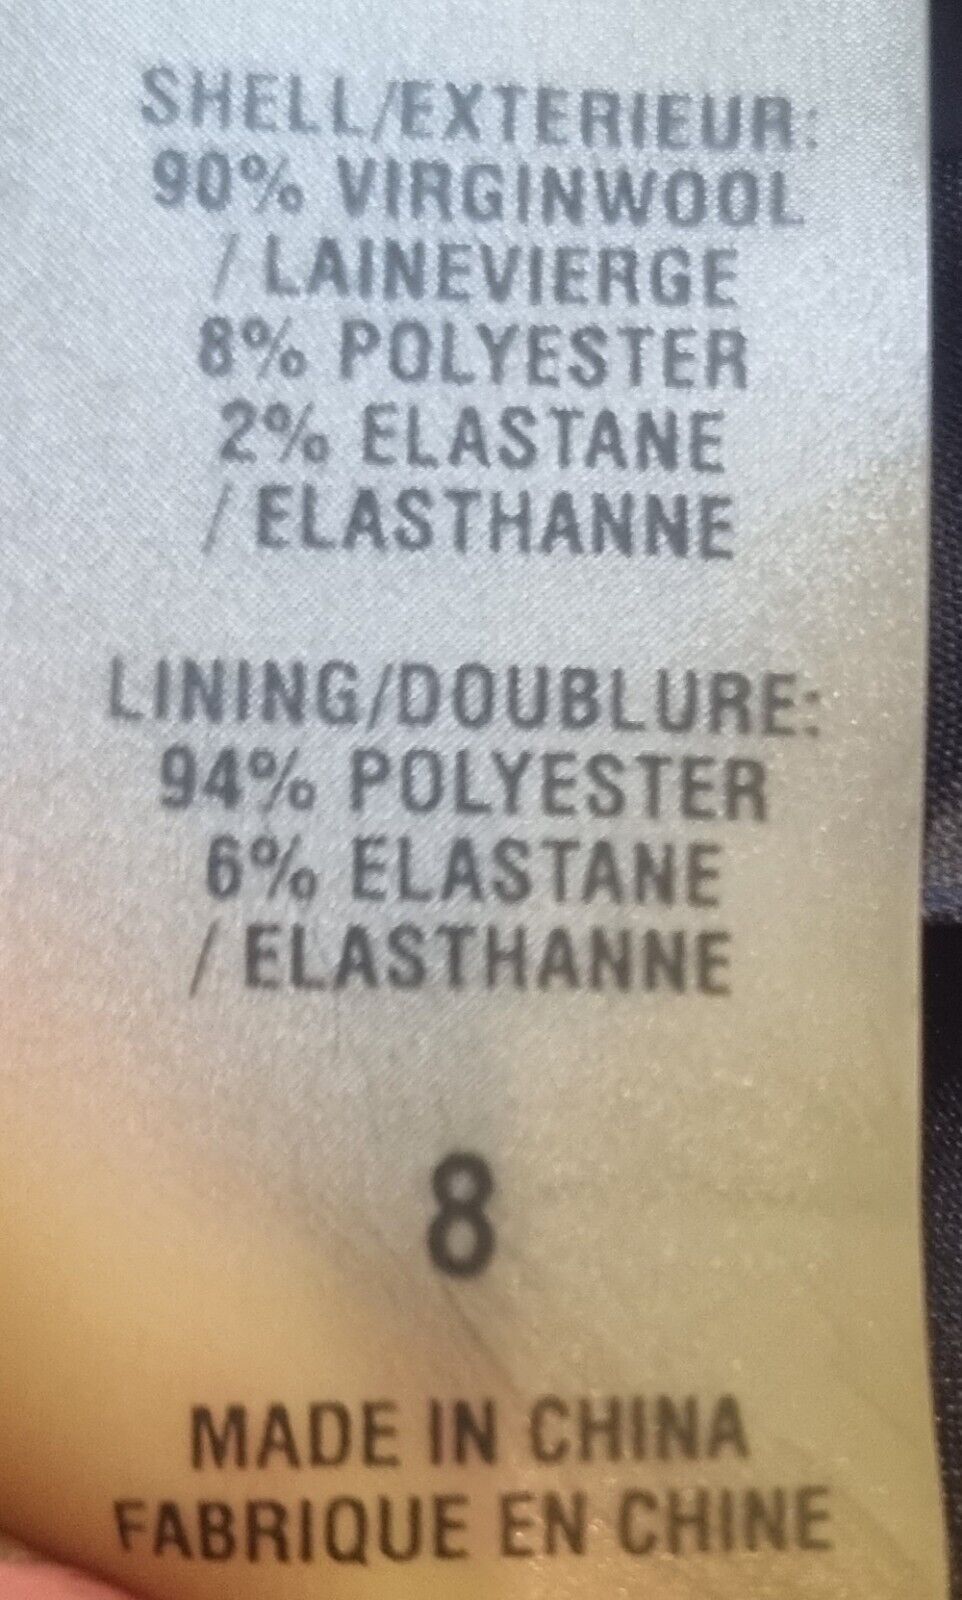 SHELL/EXTERIEUR:
90% VIRGINWOOL
/ LAINEVIERGE
8% POLYESTER
2% ELASTANE
/ ELASTHANNE
LINING/DOUBLURE:
94% POLYESTER
6% ELASTANE
/ ELASTHANNE
8
MADE IN CHINA
FABRIQUE EN CHINE